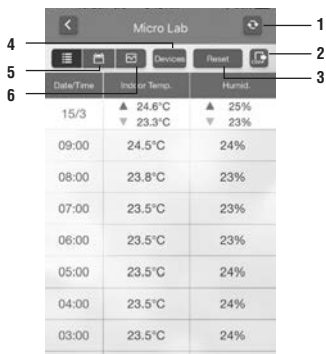 Micro Lab
1
4
Devices
Reset
2
5
6
3
Date/Time Indoor Temp. Humid.
15/3 ▲ 24.6°C ▲ 25%
▼ 23.3°C ▼ 23%
09:00 24.5°C 24%
08:00 23.8°C 23%
07:00 23.5°C 23%
06:00 23.5°C 23%
05:00 23.5°C 24%
04:00 23.5°C 24%
03:00 23.5°C 24%